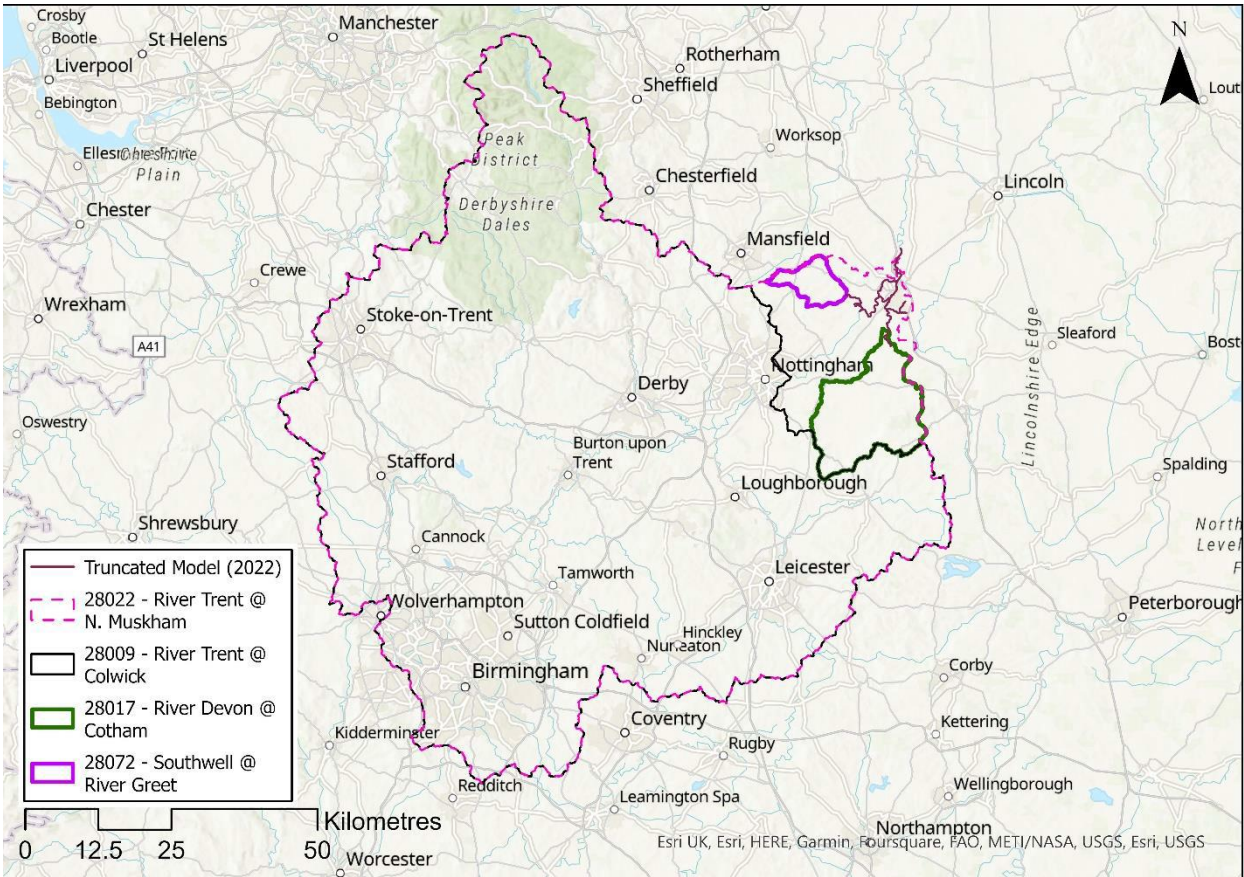 Crosby
Manchester
Bootle
St Helens
Rotherham
N
Liverpool
Sheffield
Bebington
Lout
Peak
District
Worksop
Plain
Chesterfield
Lincoln
Chester
Derbyshire
Dales
Mansfield
Crewe
Wrexham
Stoke-on-Trent
Sleaford
A41
Bost
Nottingham
Lincolnshire Edge
Derby
Oswestry
Burton upon
Trent
Stafford
Spalding
Loughborough
Shrewsbury
North
Level
F
Cannock
Tamworth
Leicester
Truncated Model (2022)
28022 - River Trent @
N. Muskham
Wolverhampton
Peterborough
Sutton Coldfield
Hinckley
Nuneaton
28009 - River Trent @
Colwick
Birmingham
Corby
28017 - River Devon @
Cotham
Coventry
Kettering
Kidderminster
Rugby
28072 - Southwell @
River Greet
Redditch
Wellingborough
Leamington Spa
Kilometres
0 12.5 25 50
Northampton
Esri UK, Esri, HERE, Garmin, Foursquare, FAO, METI/NASA, USGS, Esri, USGS
Worcester